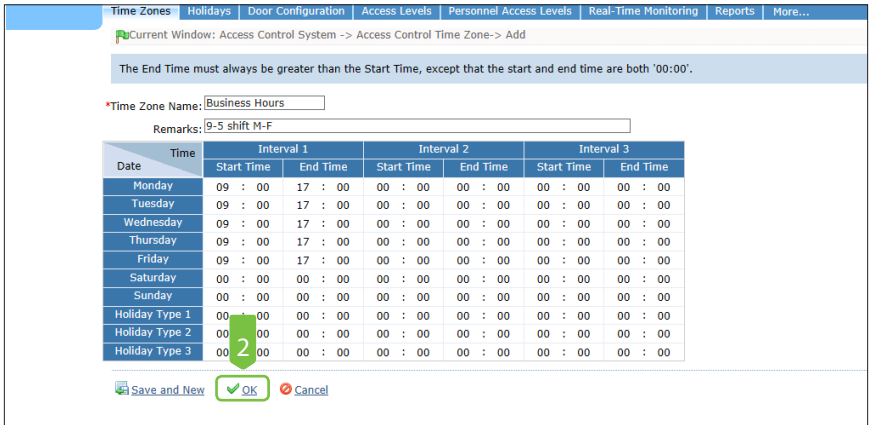 Time Zones Holidays Door Configuration Access Levels Personnel Access Levels Real-Time Monitoring Reports More...
Current Window: Access Control System -> Access Control Time Zone-> Add
The End Time must always be greater than the Start Time, except that the start and end time are both '00:00'.
*Time Zone Name: Business Hours
Remarks: 9-5 shift M-F
Time Interval 1 Interval 2 Interval 3
Date Start Time End Time Start Time End Time Start Time End Time
Monday 09 : 00 17 : 00 00 : 00 00 : 00 00 : 00 00 : 00
Tuesday 09 : 00 17 : 00 00 : 00 00 : 00 00 : 00 00 : 00
Wednesday 09 : 00 17 : 00 00 : 00 00 : 00 00 : 00 00 : 00
Thursday 09 : 00 17 : 00 00 : 00 00 : 00 00 : 00 00 : 00
Friday 09 : 00 17 : 00 00 : 00 00 : 00 00 : 00 00 : 00
Saturday 00 : 00 00 : 00 00 : 00 00 : 00 00 : 00 00 : 00
Sunday 00 : 00 00 : 00 00 : 00 00 : 00 00 : 00 00 : 00
Holiday Type 1 00 : 00 00 : 00 00 : 00 00 : 00 00 : 00 00 : 00
Holiday Type 2 00 00 00 : 00 00 : 00 00 : 00 00 : 00 00 : 00
Holiday Type 3 00 00 00 : 00 00 : 00 00 : 00 00 : 00 00 : 00
2
Save and New OK Cancel